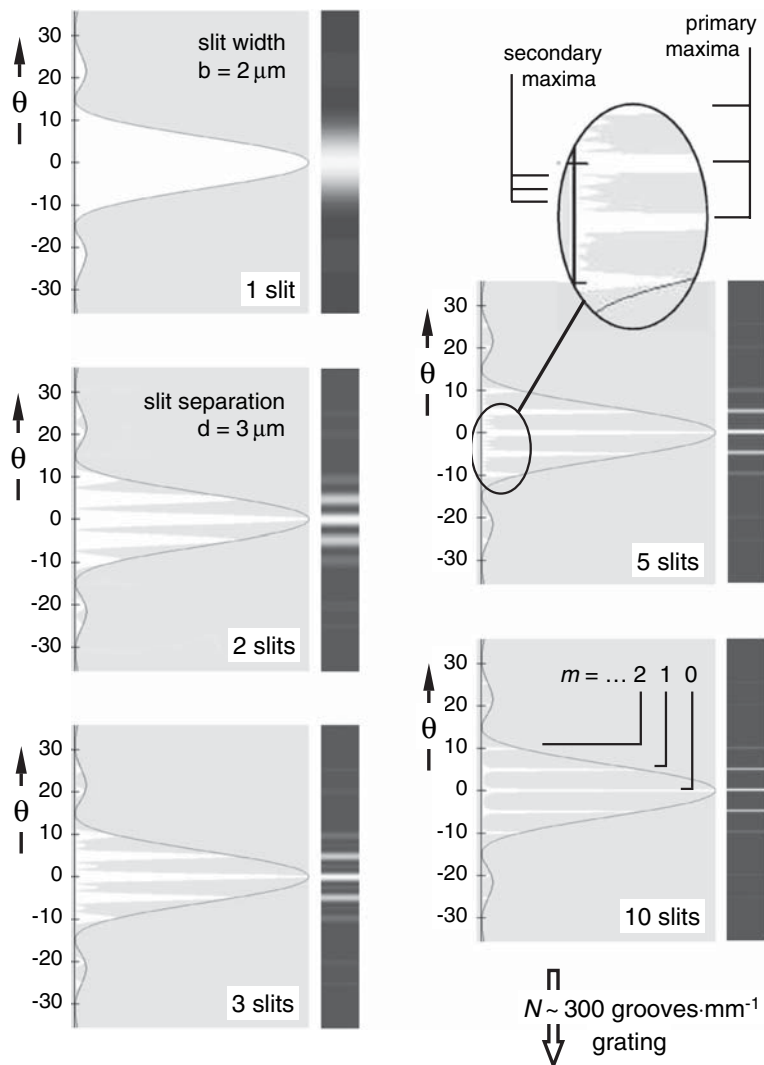 30
20
10
0
-10
-20
-30
θ
slit width
b = 2 μm
1 slit
30
20
10
0
-10
-20
-30
θ
slit separation
d = 3 μm
2 slits
30
20
10
0
-10
-20
-30
θ
3 slits
secondary
maxima
primary
maxima
30
20
10
0
-10
-20
-30
θ
5 slits
30
20
10
0
-10
-20
-30
θ
m = ... 2 1 0
10 slits
N ~ 300 grooves·mm⁻¹
grating